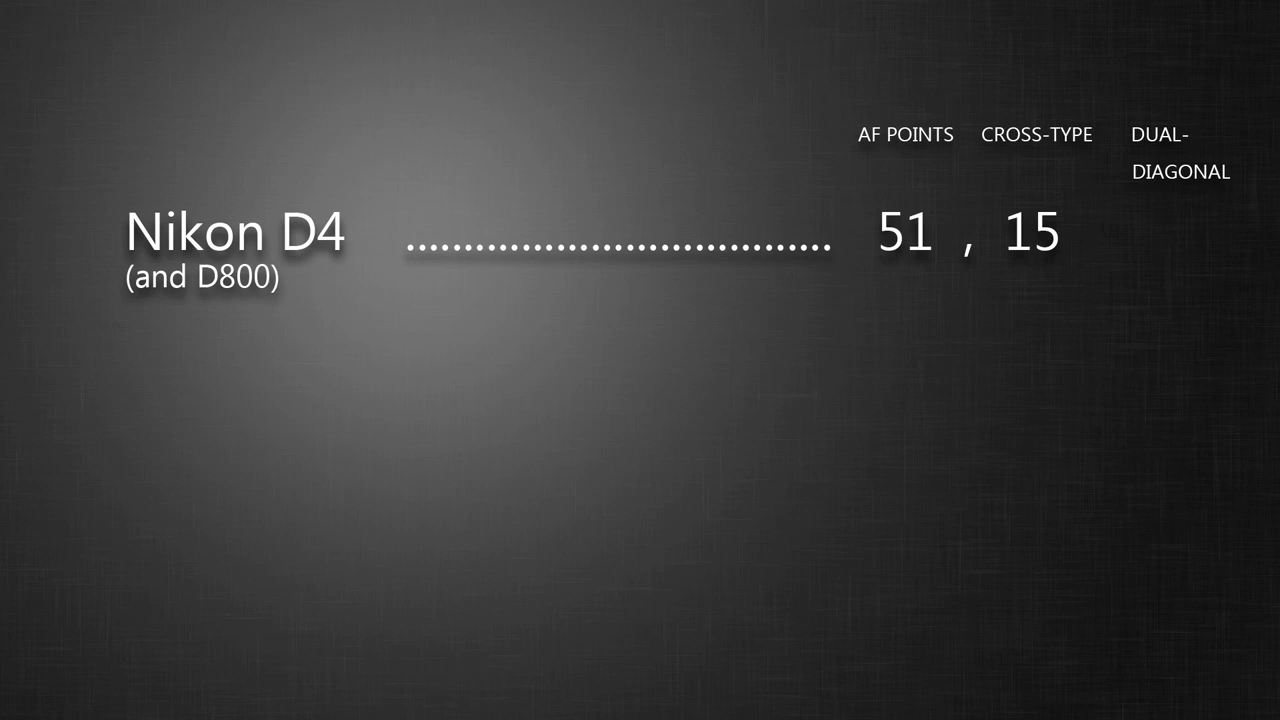 AF POINTS CROSS-TYPE DUAL-
DIAGONAL
Nikon D4 .................................... 51 , 15
(and D800)